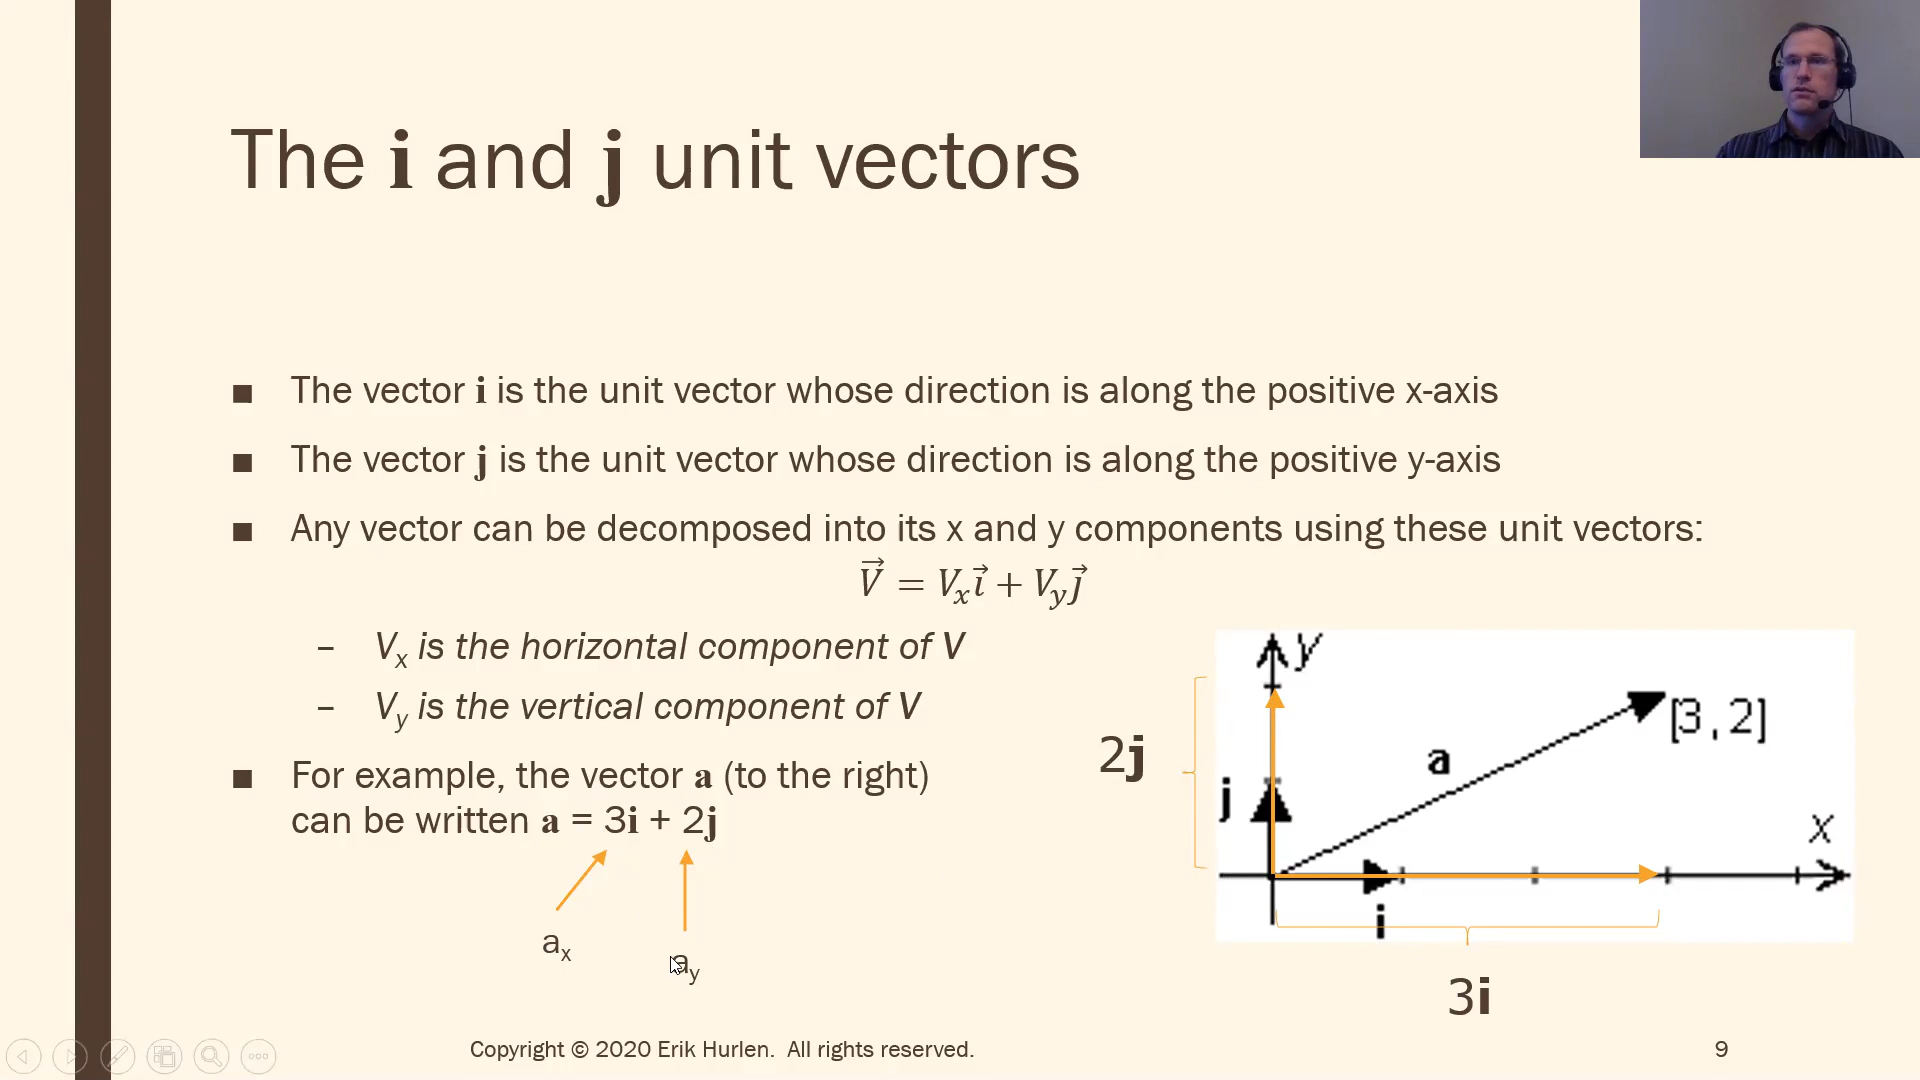 The i and j unit vectors
■ The vector i is the unit vector whose direction is along the positive x-axis
■ The vector j is the unit vector whose direction is along the positive y-axis
■ Any vector can be decomposed into its x and y components using these unit vectors:
V⃗ = Vₓi⃗ + V_y j⃗
– Vₓ is the horizontal component of V
– V_y is the vertical component of V
■ For example, the vector a (to the right)
can be written a = 3i + 2j
aₓ
a_y
y
[3, 2]
a
2j
j
x
i
3i
Copyright © 2020 Erik Hurlen. All rights reserved.
9